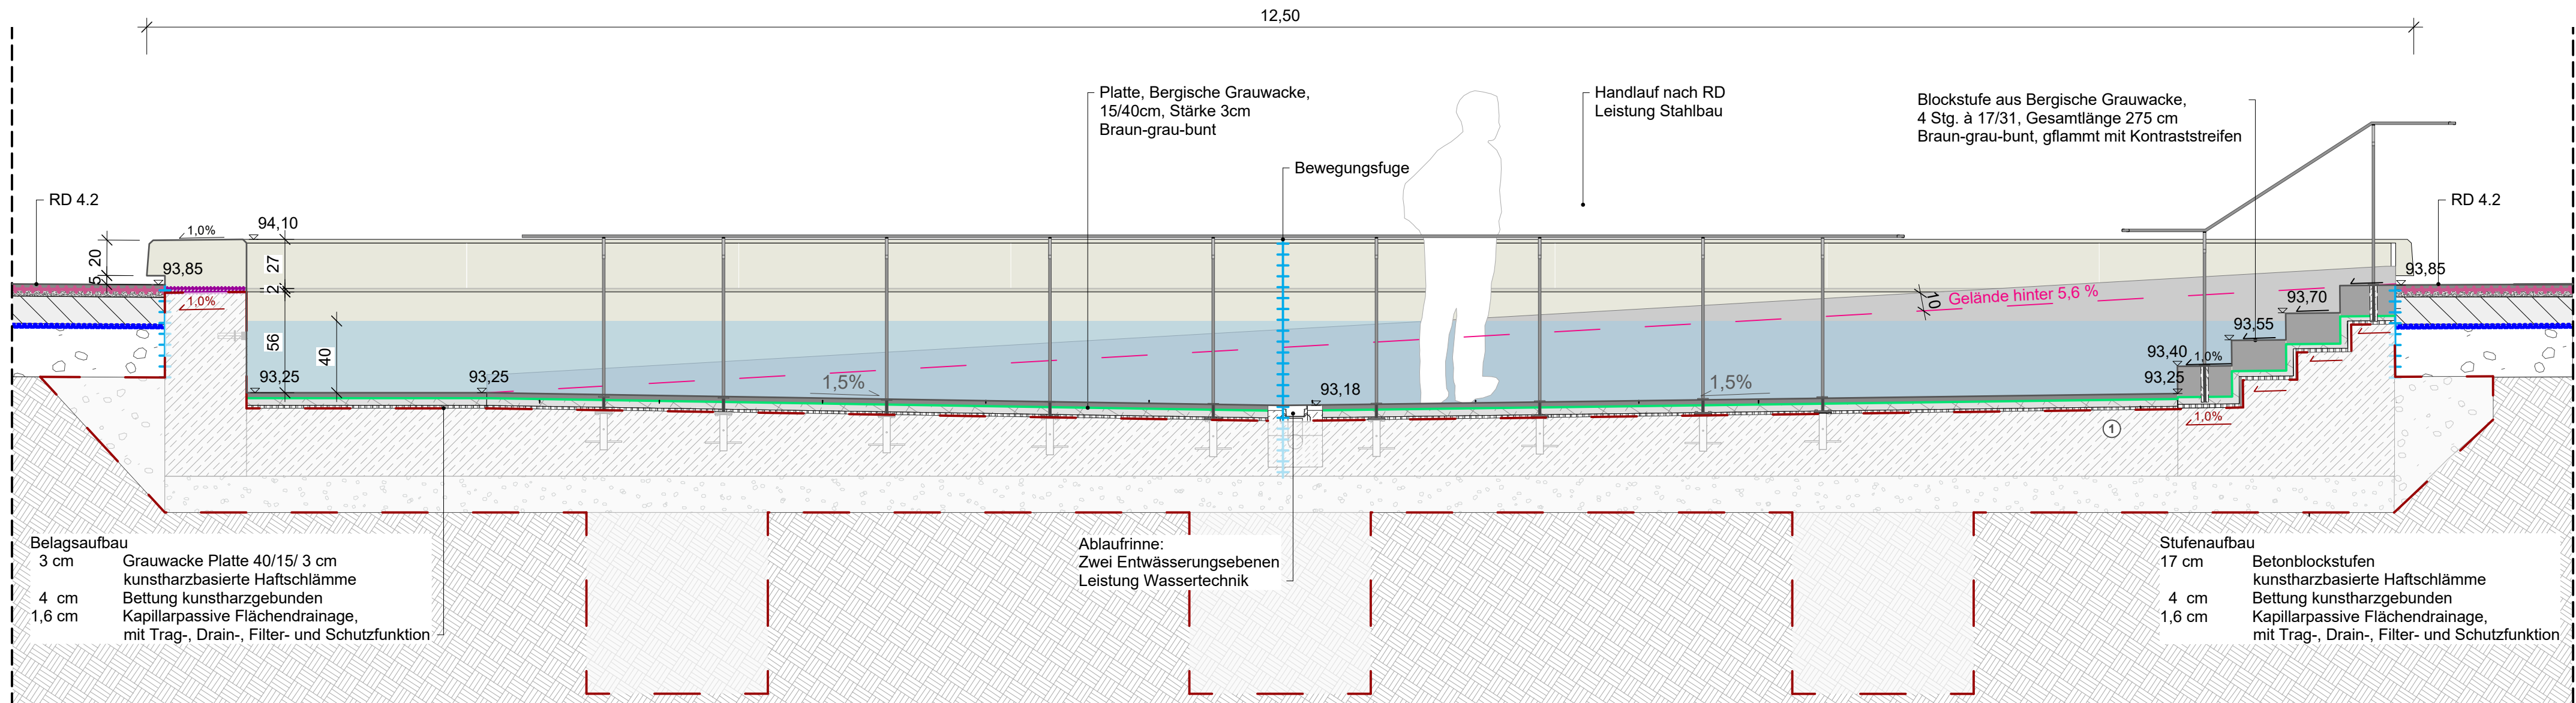 12,50
Platte, Bergische Grauwacke,
15/40cm, Stärke 3cm
Braun-grau-bunt
Handlauf nach RD
Leistung Stahlbau
Blockstufe aus Bergische Grauwacke,
4 Stg. à 17/31, Gesamtlänge 275 cm
Braun-grau-bunt, gflammt mit Kontraststreifen
Bewegungsfuge
RD 4.2
RD 4.2
1,0%
94,10
20
5
27
2
56
40
93,85
1,0%
93,25
93,25
1,5%
93,18
1,5%
10
Gelände hinter 5,6 %
93,85
93,70
93,55
93,40
1,0%
93,25
1,0%
1
Belagsaufbau
3 cm Grauwacke Platte 40/15/ 3 cm
kunstharzbasierte Haftschlämme
4 cm Bettung kunstharzgebunden
1,6 cm Kapillarpassive Flächendrainage,
mit Trag-, Drain-, Filter- und Schutzfunktion
Ablaufrinne:
Zwei Entwässerungsebenen
Leistung Wassertechnik
Stufenaufbau
17 cm Betonblockstufen
kunstharzbasierte Haftschlämme
4 cm Bettung kunstharzgebunden
1,6 cm Kapillarpassive Flächendrainage,
mit Trag-, Drain-, Filter- und Schutzfunktion